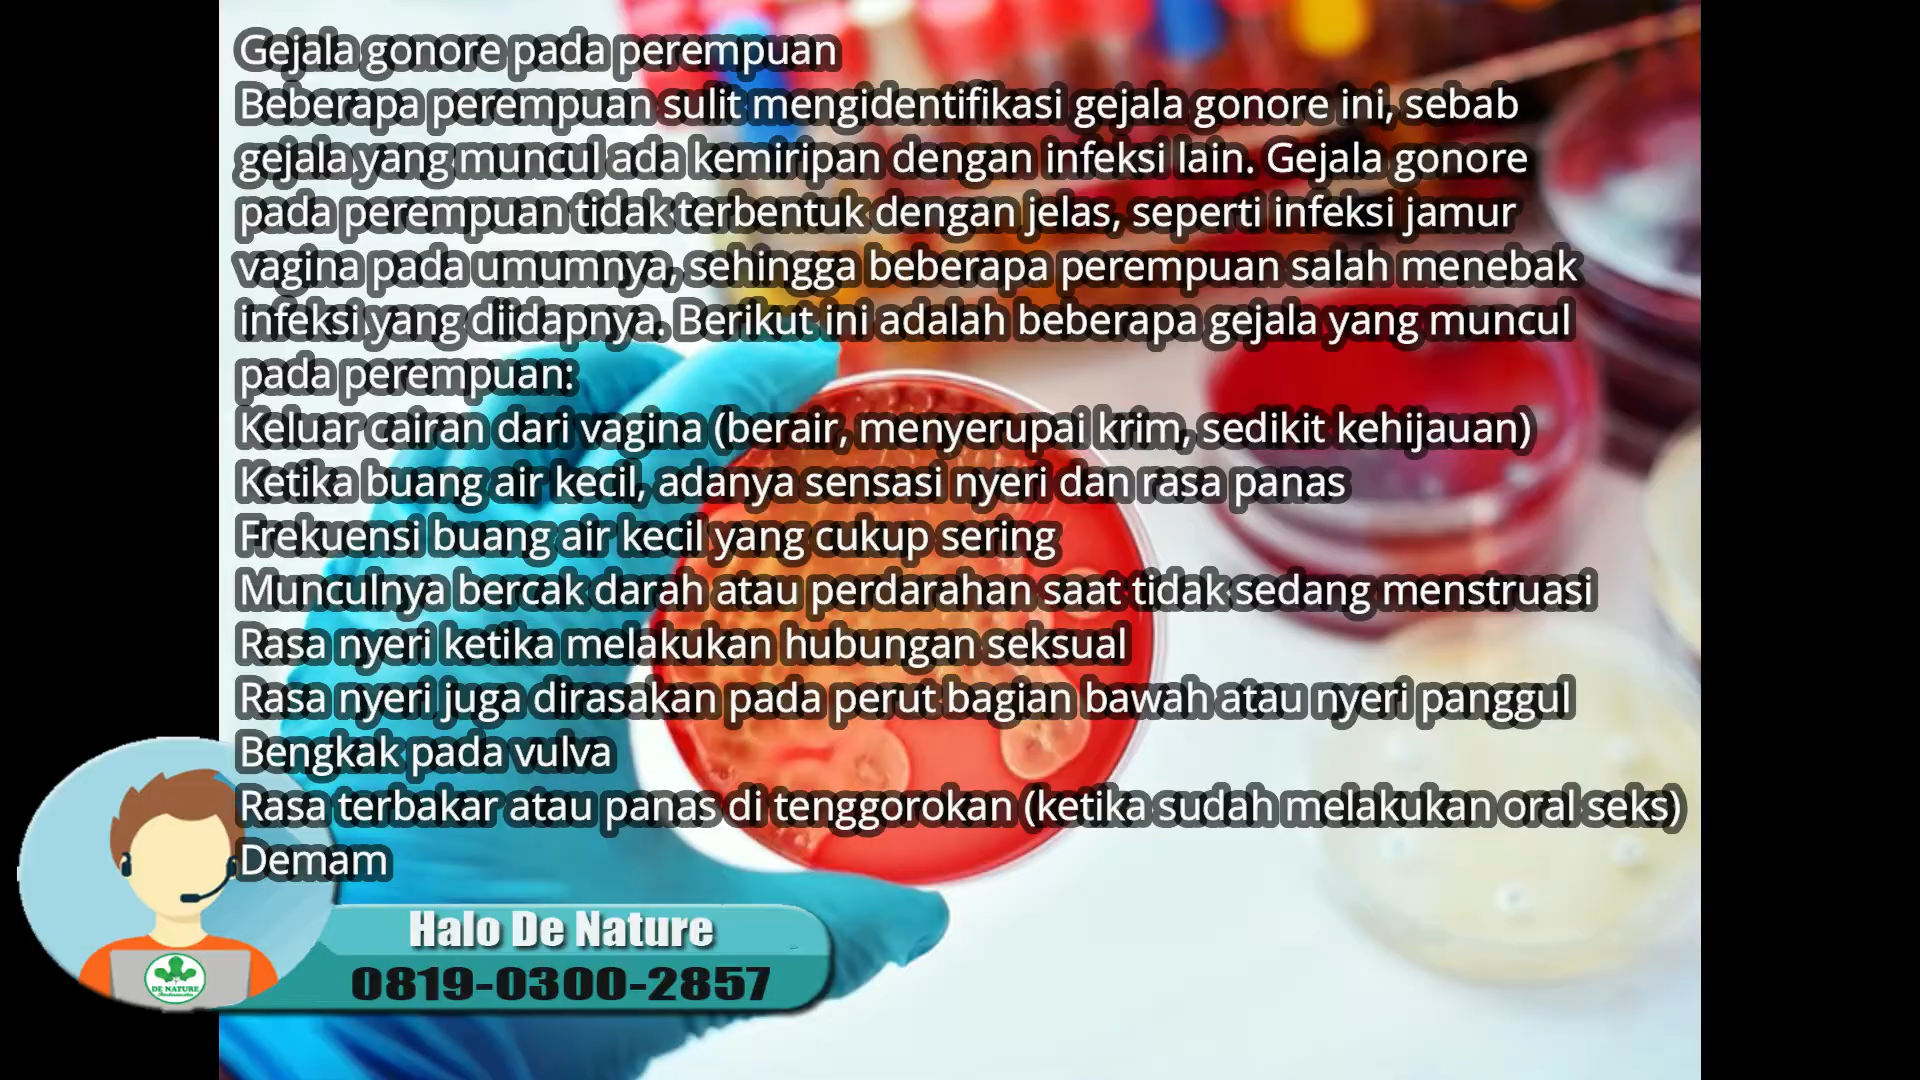 Gejala gonore pada perempuan
Beberapa perempuan sulit mengidentifikasi gejala gonore ini, sebab
gejala yang muncul ada kemiripan dengan infeksi lain. Gejala gonore
pada perempuan tidak terbentuk dengan jelas, seperti infeksi jamur
vagina pada umumnya, sehingga beberapa perempuan salah menebak
infeksi yang diidapnya. Berikut ini adalah beberapa gejala yang muncul
pada perempuan:
Keluar cairan dari vagina (berair, menyerupai krim, sedikit kehijauan)
Ketika buang air kecil, adanya sensasi nyeri dan rasa panas
Frekuensi buang air kecil yang cukup sering
Munculnya bercak darah atau perdarahan saat tidak sedang menstruasi
Rasa nyeri ketika melakukan hubungan seksual
Rasa nyeri juga dirasakan pada perut bagian bawah atau nyeri panggul
Bengkak pada vulva
Rasa terbakar atau panas di tenggorokan (ketika sudah melakukan oral seks)
Demam
Halo De Nature
0819-0300-2857
DE NATURE